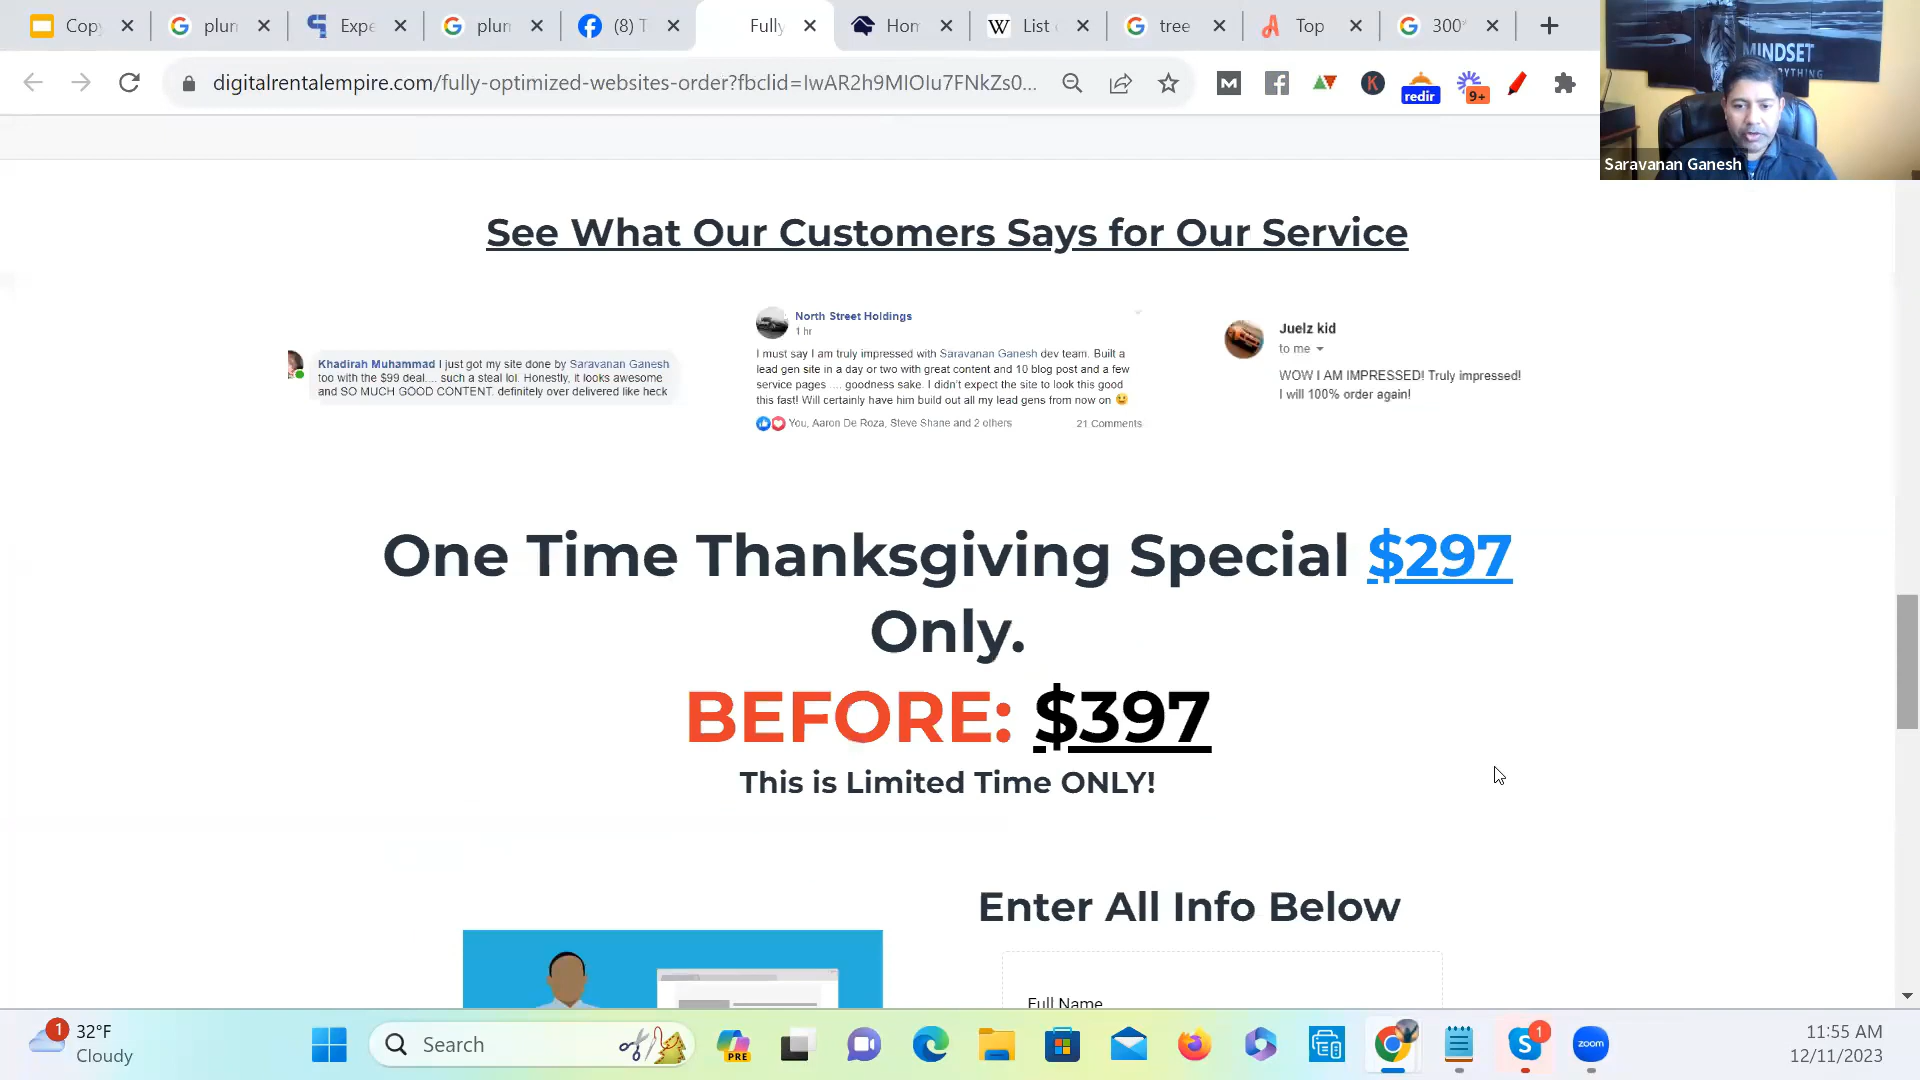 Copy
plun
Expe
plun
(8) T
Fully
Hom
List
tree
Top
300
digitalrentalempire.com/fully-optimized-websites-order?fbclid=IwAR2h9MIOIu7FNkZs0...
redir
9+
MINDSET
Saravanan Ganesh
See What Our Customers Says for Our Service
Khadirah Muhammad I just got my site done by Saravanan Ganesh
too with the $99 deal.... such a steal lol. Honestly, it looks awesome
and SO MUCH GOOD CONTENT. definitely over delivered like heck
North Street Holdings
1 hr
I must say I am truly impressed with Saravanan Ganesh dev team. Built a
lead gen site in a day or two with great content and 10 blog post and a few
service pages .... goodness sake. I didn't expect the site to look this good
this fast! Will certainly have him build out all my lead gens from now on
You, Aaron De Roza, Steve Shane and 2 others
21 Comments
Juelz kid
to me
WOW I AM IMPRESSED! Truly impressed!
I will 100% order again!
One Time Thanksgiving Special $297
Only.
BEFORE: $397
This is Limited Time ONLY!
Enter All Info Below
Full Name
1
32°F
Cloudy
Search
PRE
S
1
zoom
11:55 AM
12/11/2023